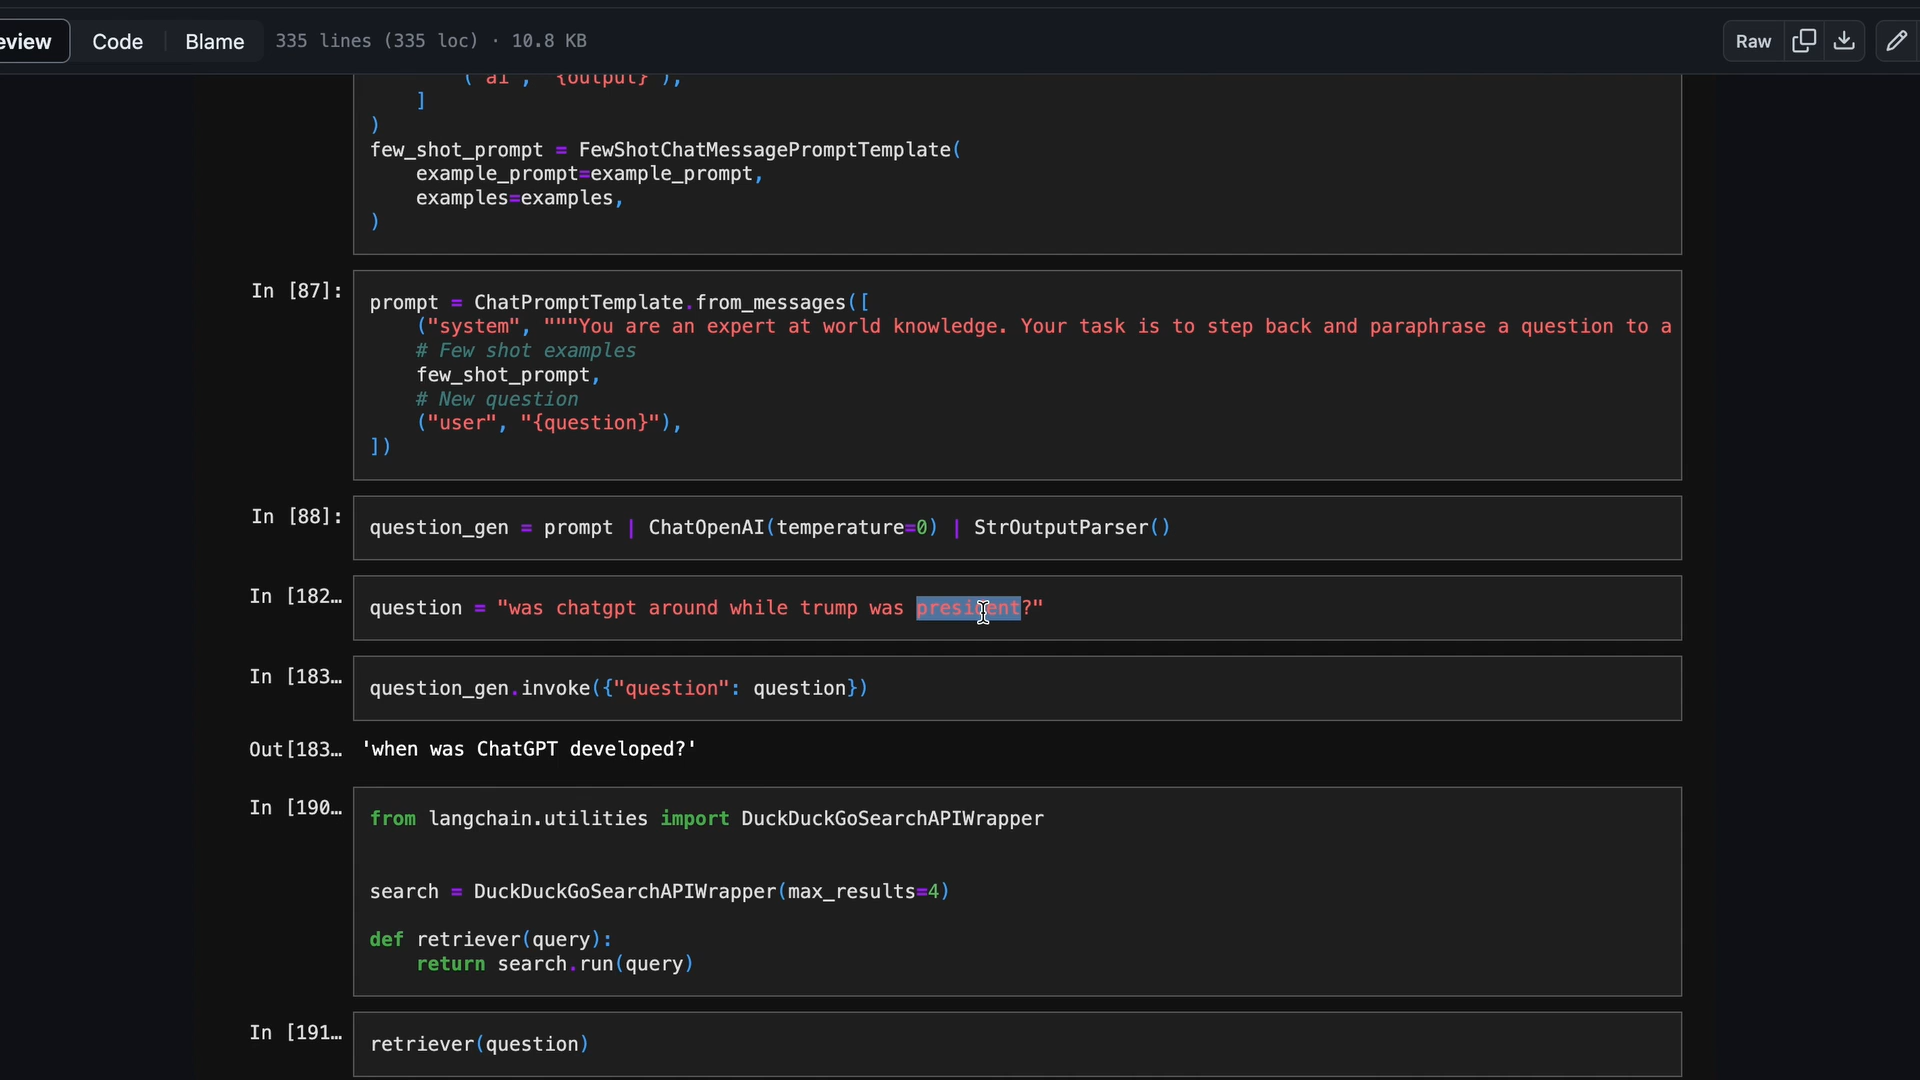 eview Code Blame 335 lines (335 loc) · 10.8 KB Raw
("ai", "{output}"),
]
)
few_shot_prompt = FewShotChatMessagePromptTemplate(
example_prompt=example_prompt,
examples=examples,
)
In [87]:
prompt = ChatPromptTemplate.from_messages([
("system", """You are an expert at world knowledge. Your task is to step back and paraphrase a question to a
# Few shot examples
few_shot_prompt,
# New question
("user", "{question}"),
])
In [88]:
question_gen = prompt | ChatOpenAI(temperature=0) | StrOutputParser()
In [182…
question = "was chatgpt around while trump was president?"
In [183…
question_gen.invoke({"question": question})
Out[183… 'when was ChatGPT developed?'
In [190…
from langchain.utilities import DuckDuckGoSearchAPIWrapper
search = DuckDuckGoSearchAPIWrapper(max_results=4)
def retriever(query):
return search.run(query)
In [191…
retriever(question)